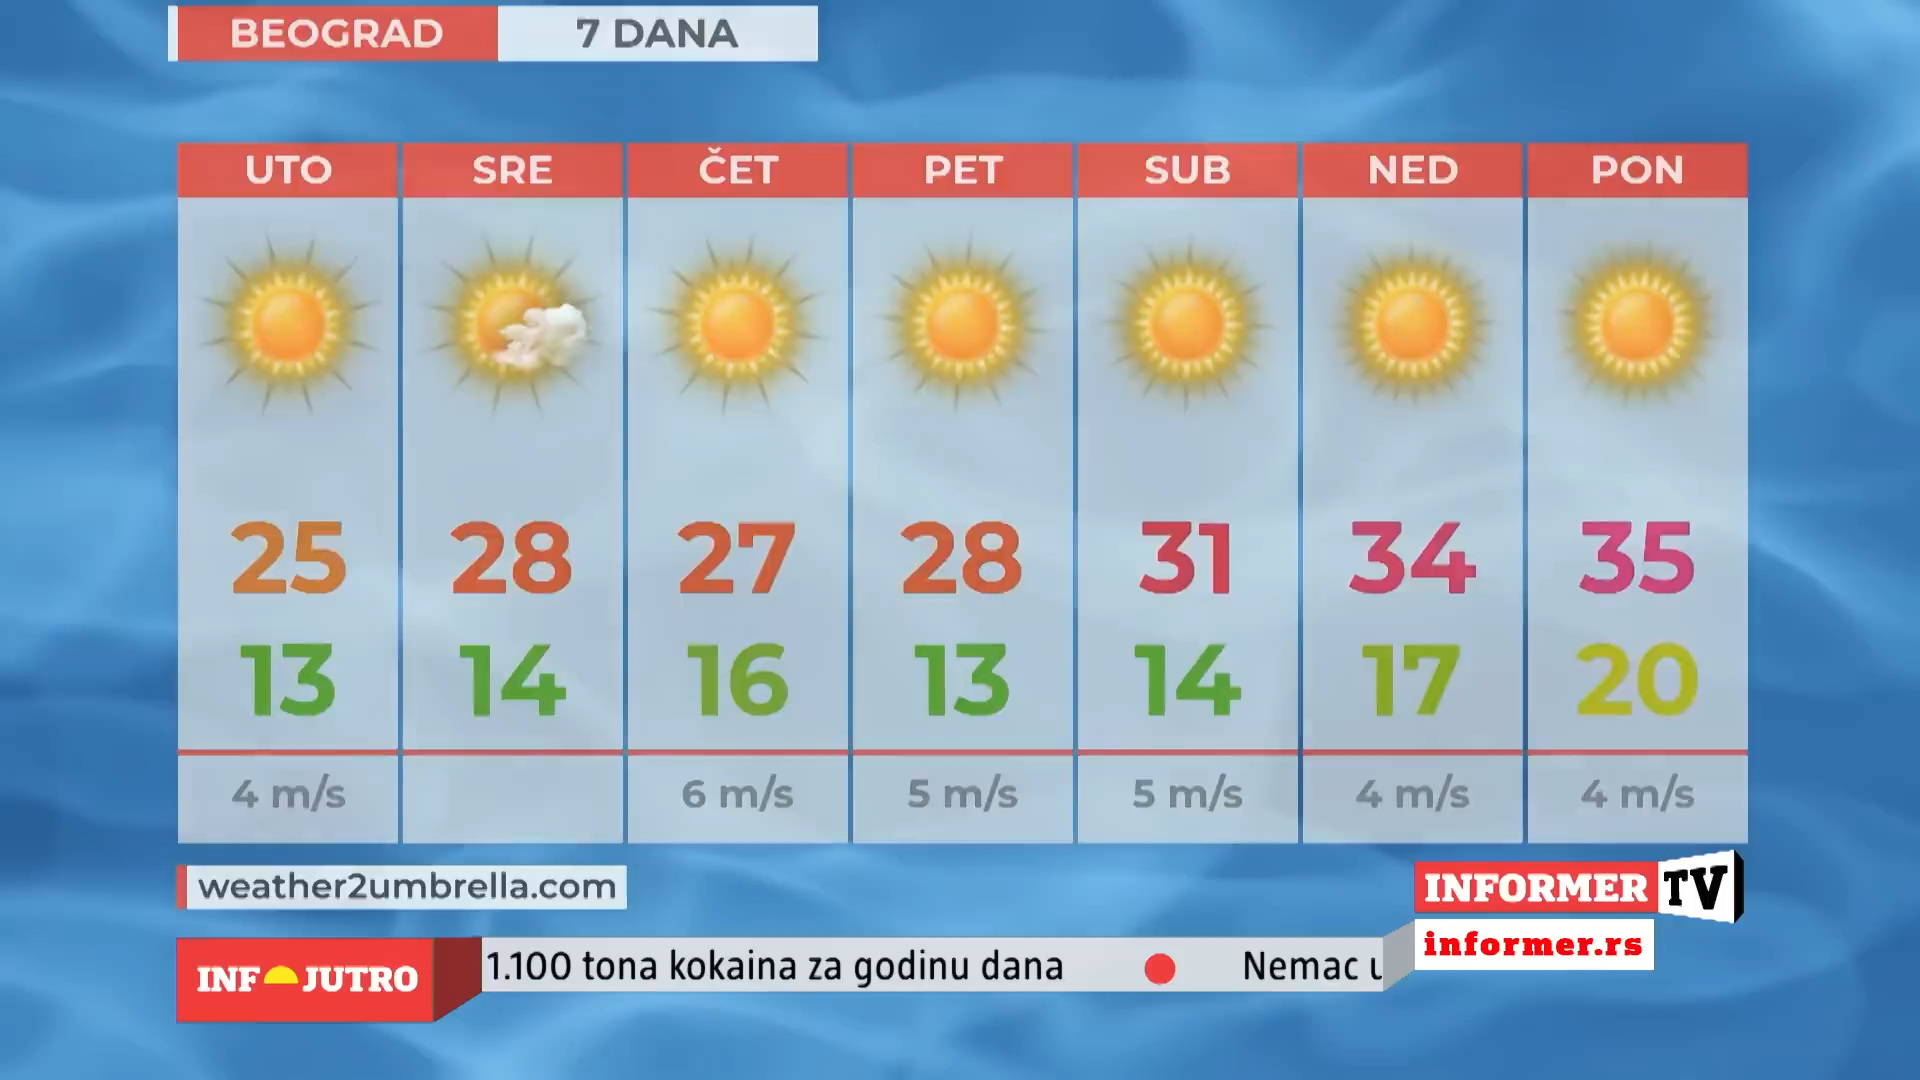 BEOGRAD 7 DANA
UTO SRE ČET PET SUB NED PON
25 28 27 28 31 34 35
13 14 16 13 14 17 20
4 m/s 6 m/s 5 m/s 5 m/s 4 m/s 4 m/s
weather2umbrella.com
INFORMER TV
informer.rs
INF JUTRO
1.100 tona kokaina za godinu dana Nemac u